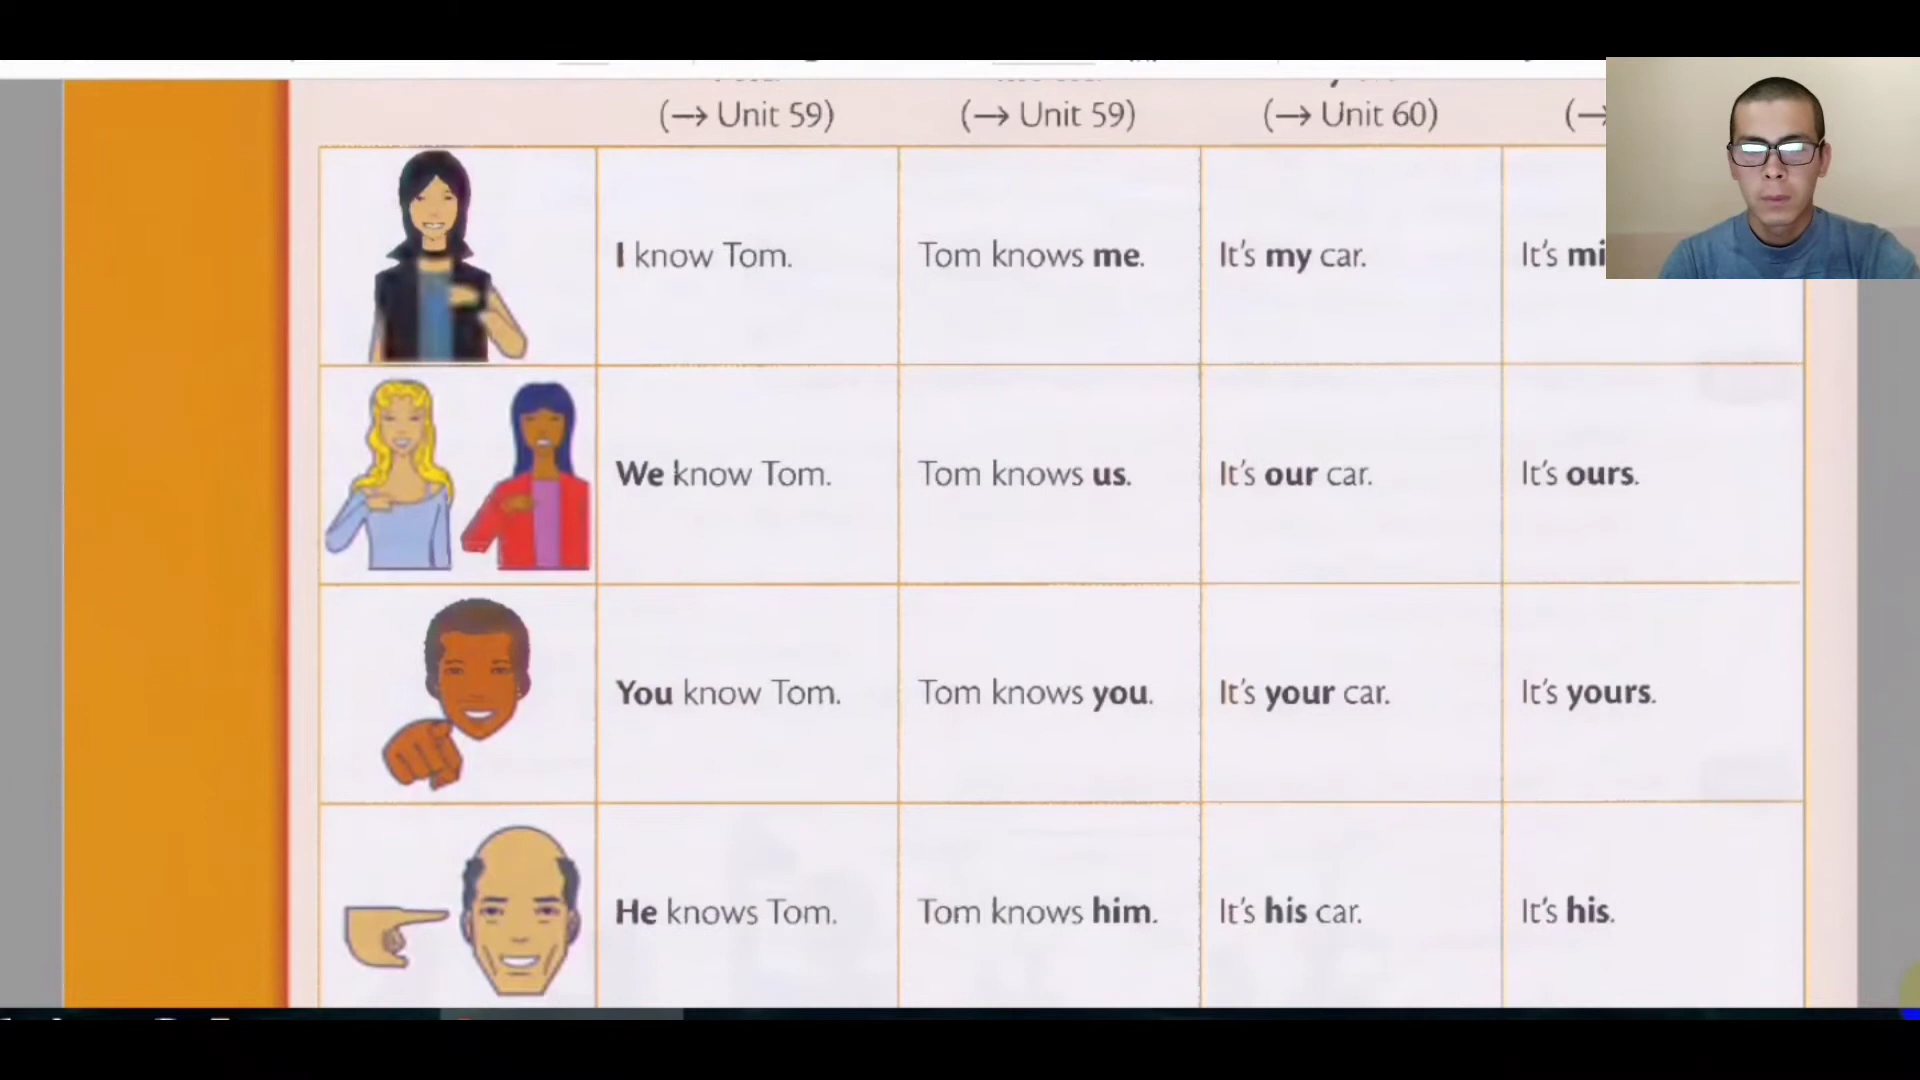 (→ Unit 59) (→ Unit 59) (→ Unit 60) (→
I know Tom. Tom knows me. It's my car. It's mi
We know Tom. Tom knows us. It's our car. It's ours.
You know Tom. Tom knows you. It's your car. It's yours.
He knows Tom. Tom knows him. It's his car. It's his.